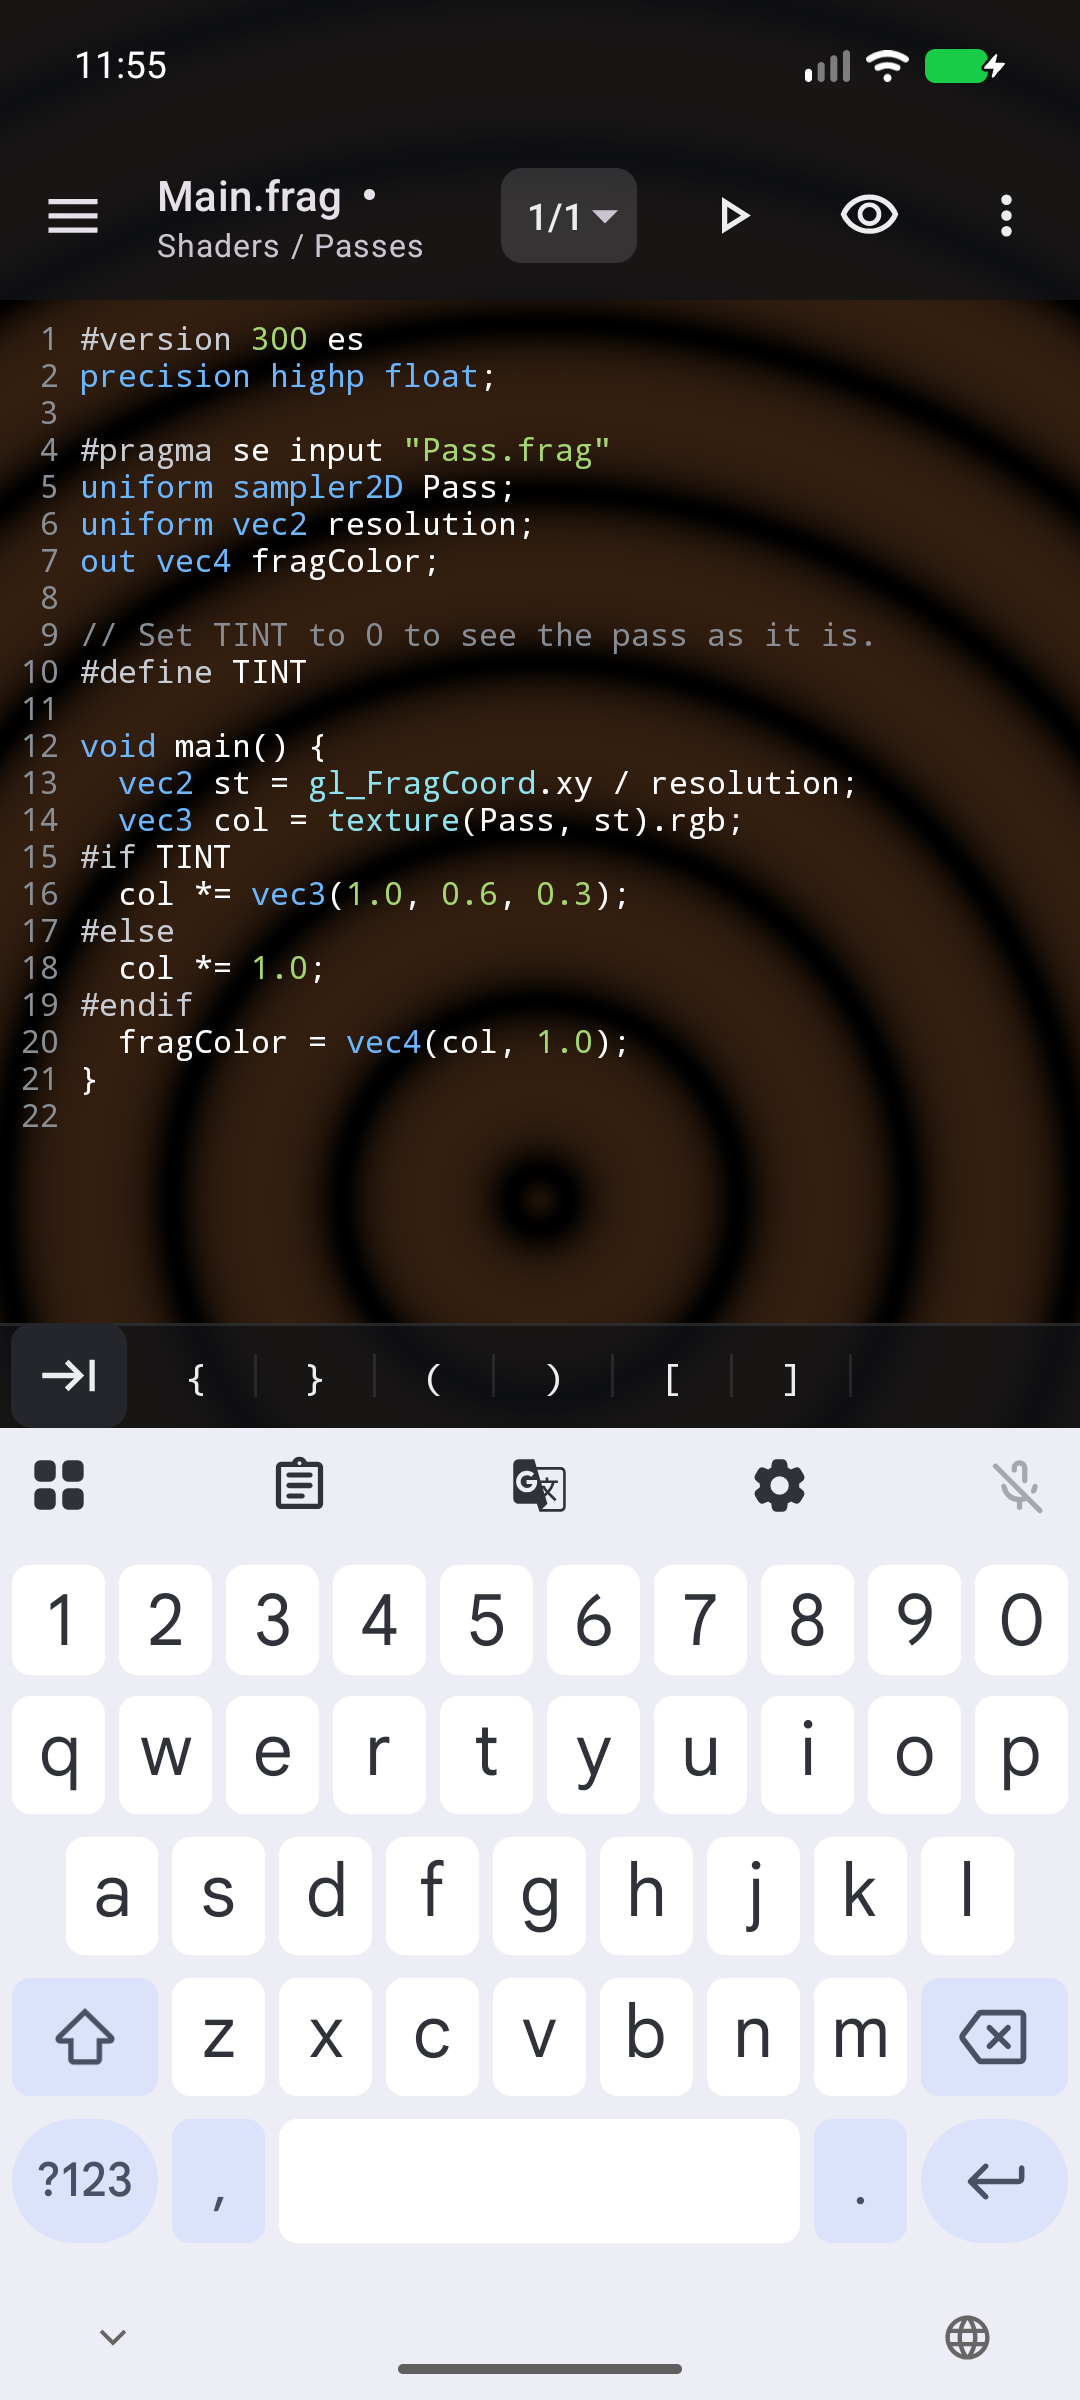 11:55
Main.frag •
Shaders / Passes
1/1
1 #version 300 es
2 precision highp float;
3
4 #pragma se input "Pass.frag"
5 uniform sampler2D Pass;
6 uniform vec2 resolution;
7 out vec4 fragColor;
8
9 // Set TINT to 0 to see the pass as it is.
10 #define TINT
11
12 void main() {
13   vec2 st = gl_FragCoord.xy / resolution;
14   vec3 col = texture(Pass, st).rgb;
15 #if TINT
16   col *= vec3(1.0, 0.6, 0.3);
17 #else
18   col *= 1.0;
19 #endif
20   fragColor = vec4(col, 1.0);
21 }
22
{ } ( ) [ ]
G 文
1 2 3 4 5 6 7 8 9 0
q w e r t y u i o p
a s d f g h j k l
z x c v b n m
?123 , .